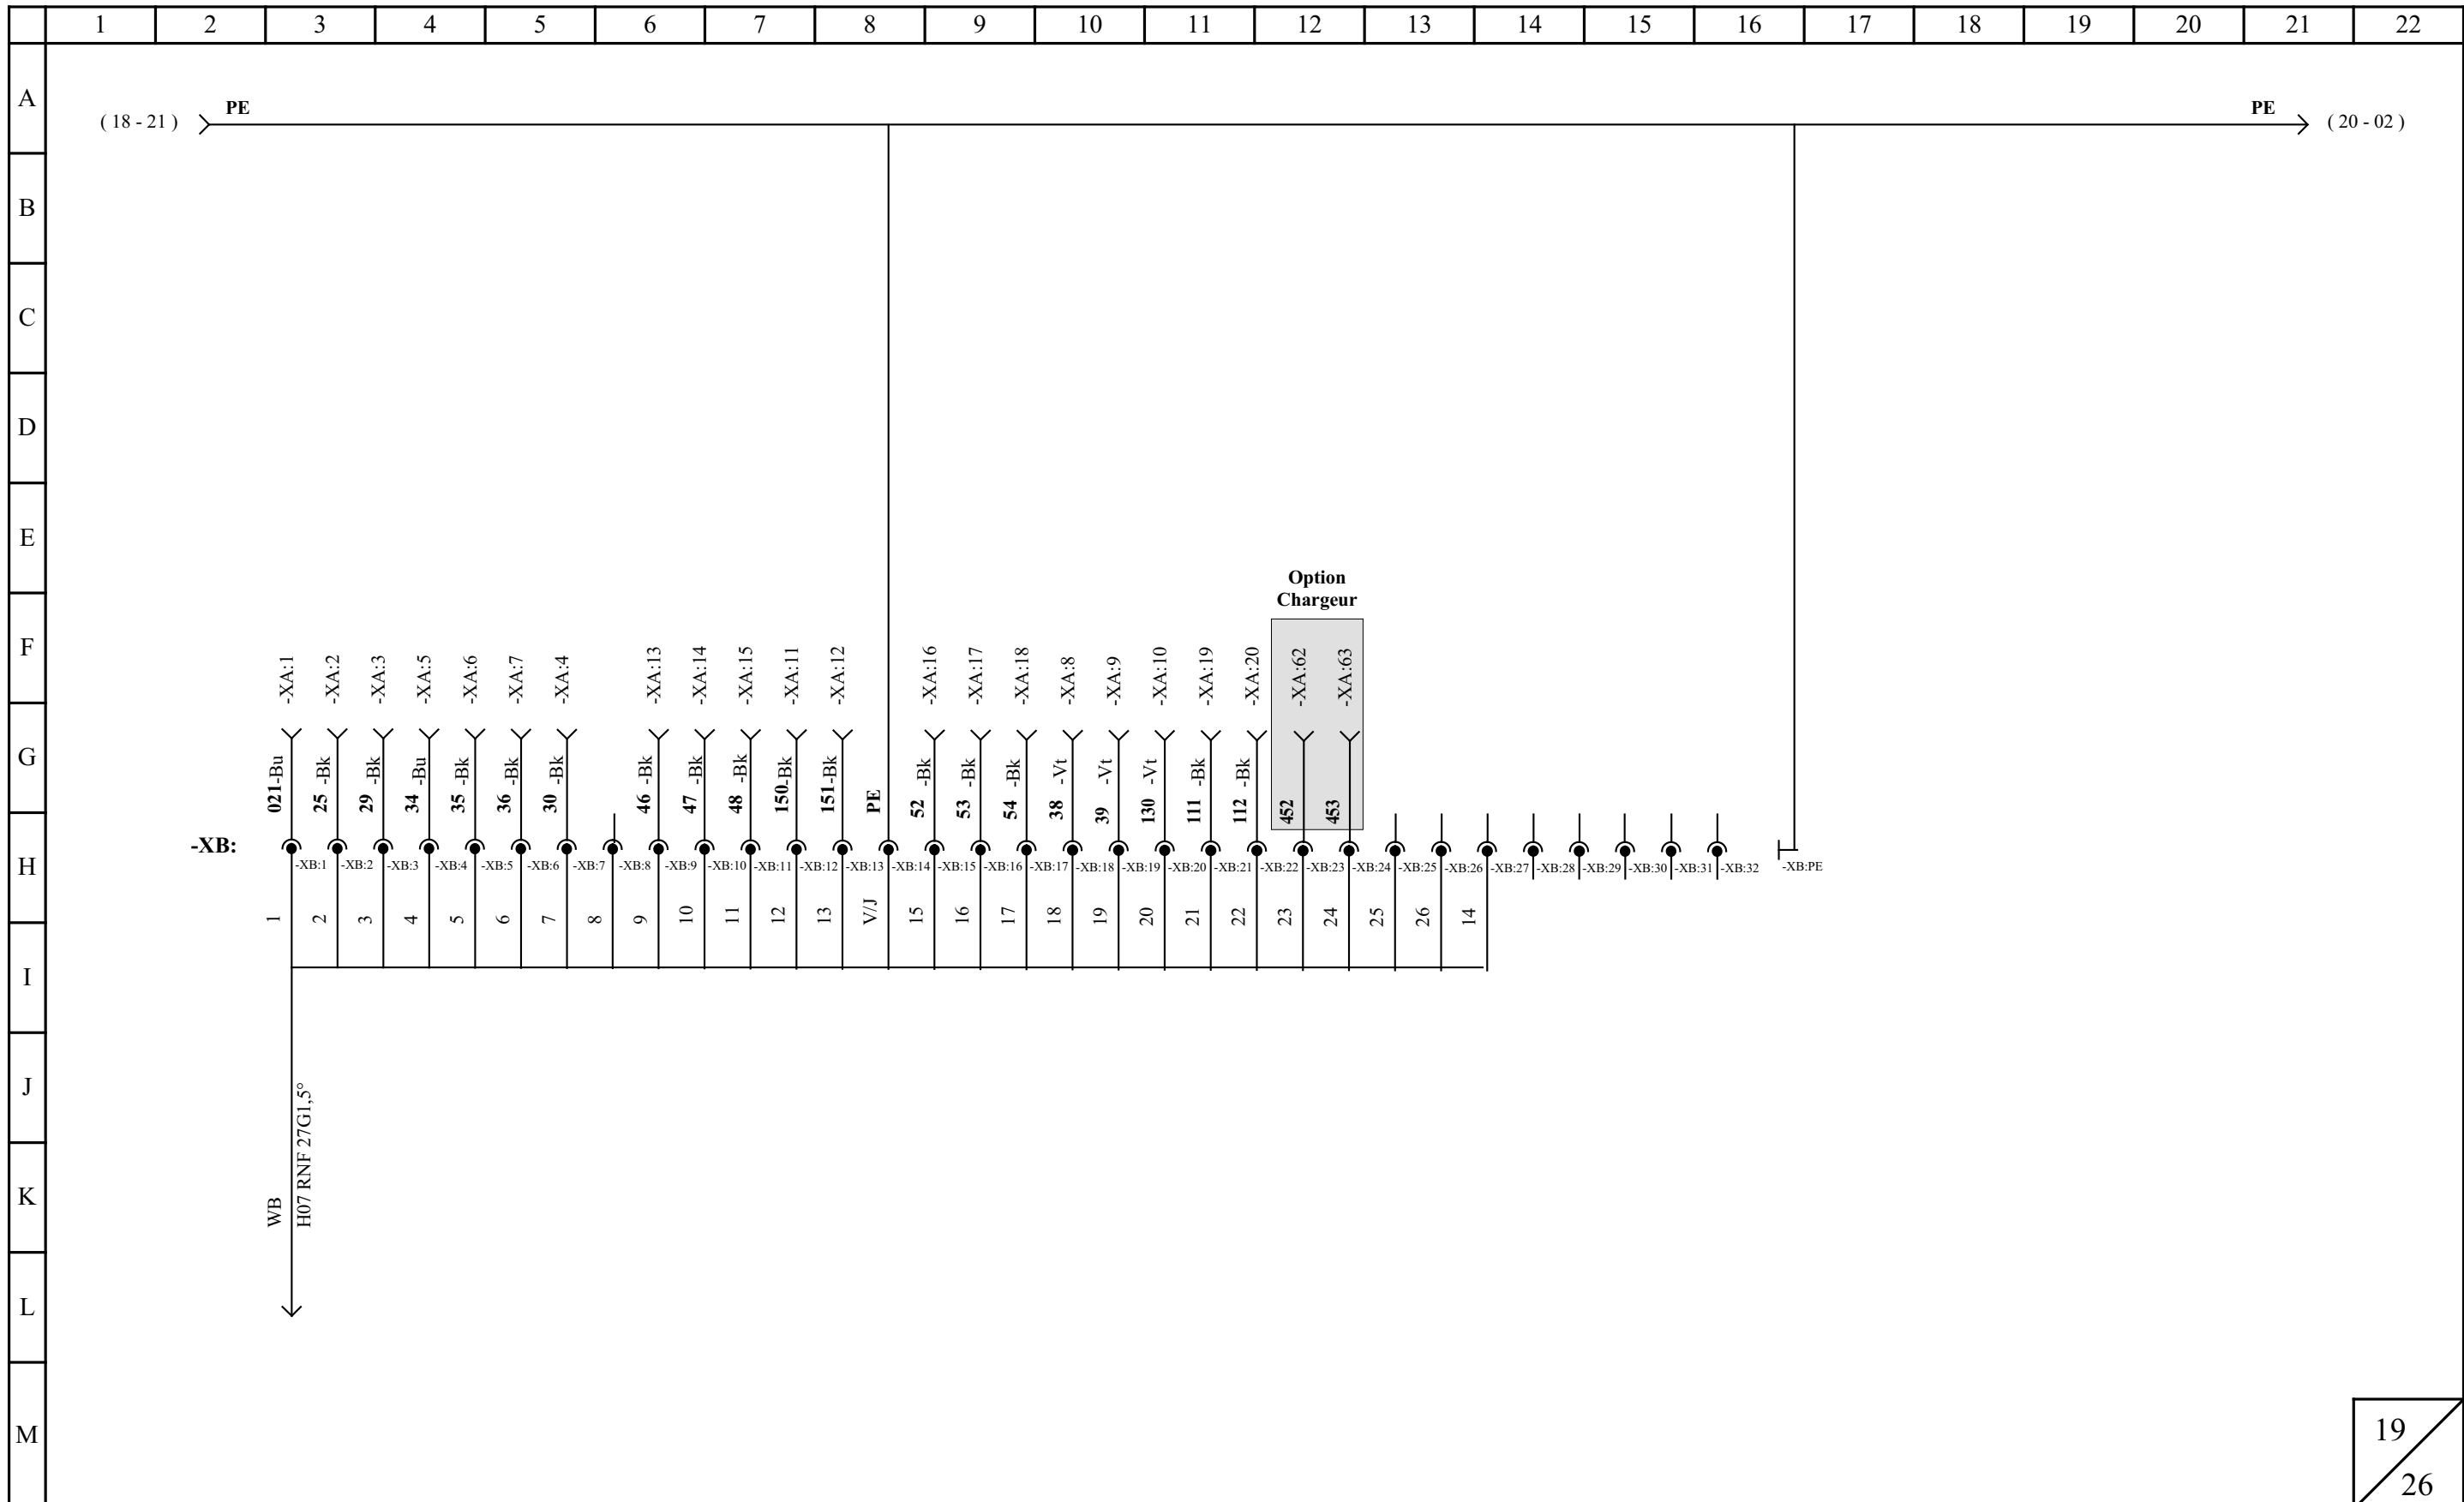 1 2 3 4 5 6 7 8 9 10 11 12 13 14 15 16 17 18 19 20 21 22
A
PE PE
( 18 - 21 ) ( 20 - 02 )
B
C
D
E
Option
Chargeur
F
-XA:1 -XA:2 -XA:3 -XA:5 -XA:6 -XA:7 -XA:4 -XA:13 -XA:14 -XA:15 -XA:11 -XA:12 -XA:16 -XA:17 -XA:18 -XA:8 -XA:9 -XA:10 -XA:19 -XA:20 -XA:62 -XA:63
G
021-Bu 25 -Bk 29 -Bk 34 -Bu 35 -Bk 36 -Bk 30 -Bk 46 -Bk 47 -Bk 48 -Bk 150-Bk 151-Bk PE 52 -Bk 53 -Bk 54 -Bk 38 -Vt 39 -Vt 130 -Vt 111 -Bk 112 -Bk 452 453
-XB:
H
-XB:1 -XB:2 -XB:3 -XB:4 -XB:5 -XB:6 -XB:7 -XB:8 -XB:9 -XB:10 -XB:11 -XB:12 -XB:13 -XB:14 -XB:15 -XB:16 -XB:17 -XB:18 -XB:19 -XB:20 -XB:21 -XB:22 -XB:23 -XB:24 -XB:25 -XB:26 -XB:27 -XB:28 -XB:29 -XB:30 -XB:31 -XB:32 -XB:PE
1 2 3 4 5 6 7 8 9 10 11 12 13 V/J 15 16 17 18 19 20 21 22 23 24 25 26 14
I
J
K
WB
H07 RNF 27G1,5°
L
M
19
26